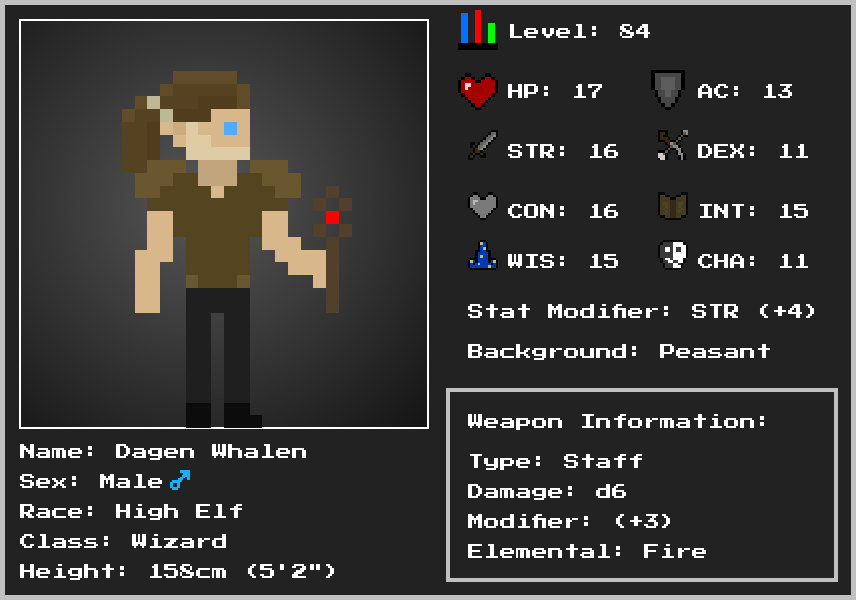 Level: 84
HP: 17
AC: 13
STR: 16
DEX: 11
CON: 16
INT: 15
WIS: 15
CHA: 11
Stat Modifier: STR (+4)
Background: Peasant
Weapon Information:
Type: Staff
Damage: d6
Modifier: (+3)
Elemental: Fire
Name: Dagen Whalen
Sex: Male♂
Race: High Elf
Class: Wizard
Height: 158cm (5'2")